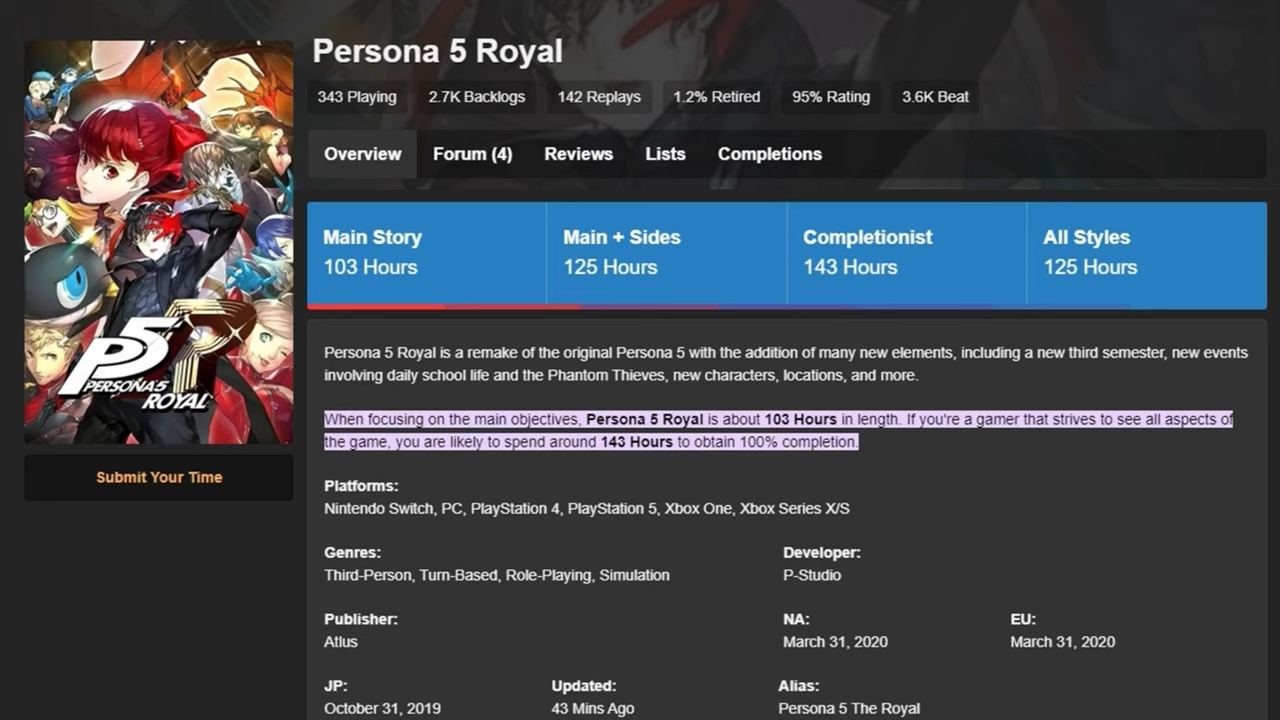 Persona 5 Royal
343 Playing 2.7K Backlogs 142 Replays 1.2% Retired 95% Rating 3.6K Beat
Overview Forum (4) Reviews Lists Completions
Main Story Main + Sides Completionist All Styles
103 Hours 125 Hours 143 Hours 125 Hours
P5R
PERSONA5
ROYAL
Submit Your Time
Persona 5 Royal is a remake of the original Persona 5 with the addition of many new elements, including a new third semester, new events
involving daily school life and the Phantom Thieves, new characters, locations, and more.
When focusing on the main objectives, Persona 5 Royal is about 103 Hours in length. If you're a gamer that strives to see all aspects of
the game, you are likely to spend around 143 Hours to obtain 100% completion.
Platforms:
Nintendo Switch, PC, PlayStation 4, PlayStation 5, Xbox One, Xbox Series X/S
Genres: Developer:
Third-Person, Turn-Based, Role-Playing, Simulation P-Studio
Publisher: NA: EU:
Atlus March 31, 2020 March 31, 2020
JP: Updated: Alias:
October 31, 2019 43 Mins Ago Persona 5 The Royal